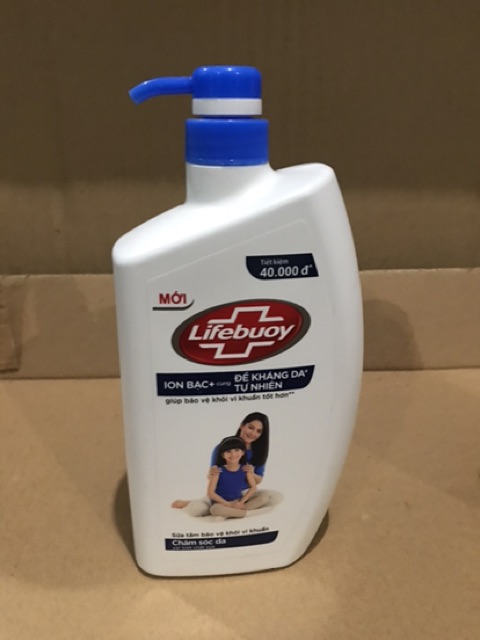 Tiết kiệm
40.000 đ*
MỚI
Lifebuoy
ION BẠC+ cùng ĐỀ KHÁNG DA*
TỰ NHIÊN
giúp bảo vệ khỏi vi khuẩn tốt hơn**
Sữa tắm bảo vệ khỏi vi khuẩn
Chăm sóc da